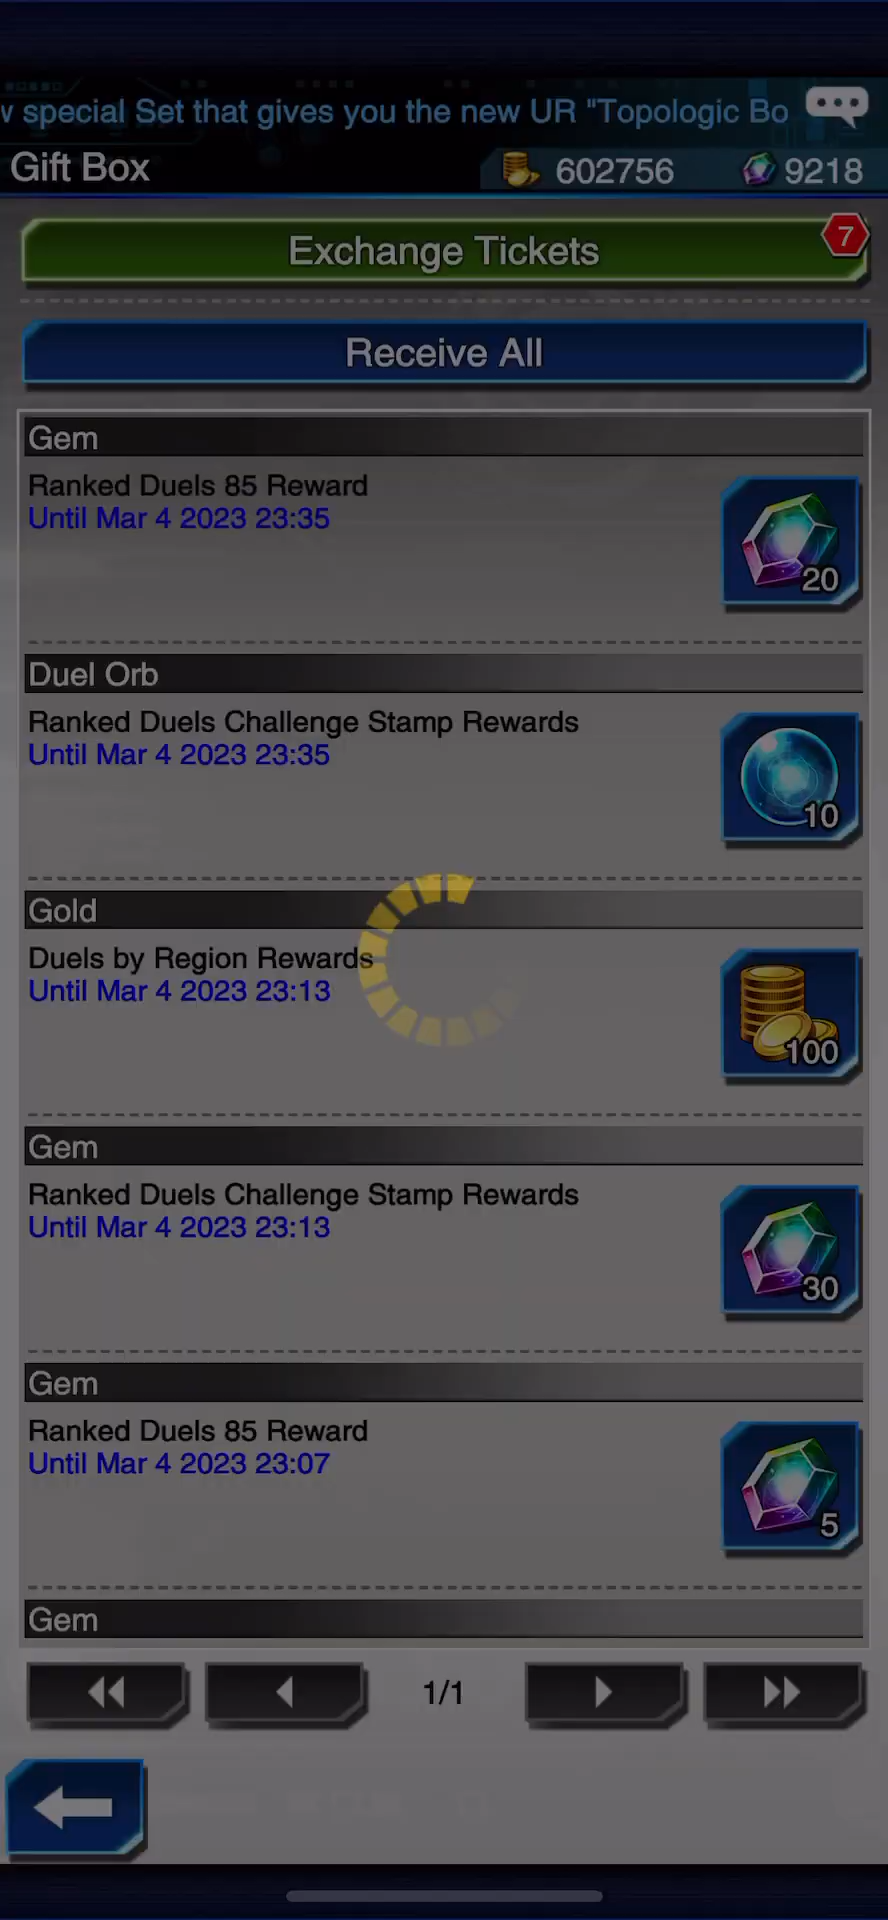 special Set that gives you the new UR "Topologic Bo
Gift Box
602756
9218
Exchange Tickets
7
Receive All
Gem
Ranked Duels 85 Reward
Until Mar 4 2023 23:35
20
Duel Orb
Ranked Duels Challenge Stamp Rewards
Until Mar 4 2023 23:35
10
Gold
Duels by Region Rewards
Until Mar 4 2023 23:13
100
Gem
Ranked Duels Challenge Stamp Rewards
Until Mar 4 2023 23:13
30
Gem
Ranked Duels 85 Reward
Until Mar 4 2023 23:07
5
Gem
1/1